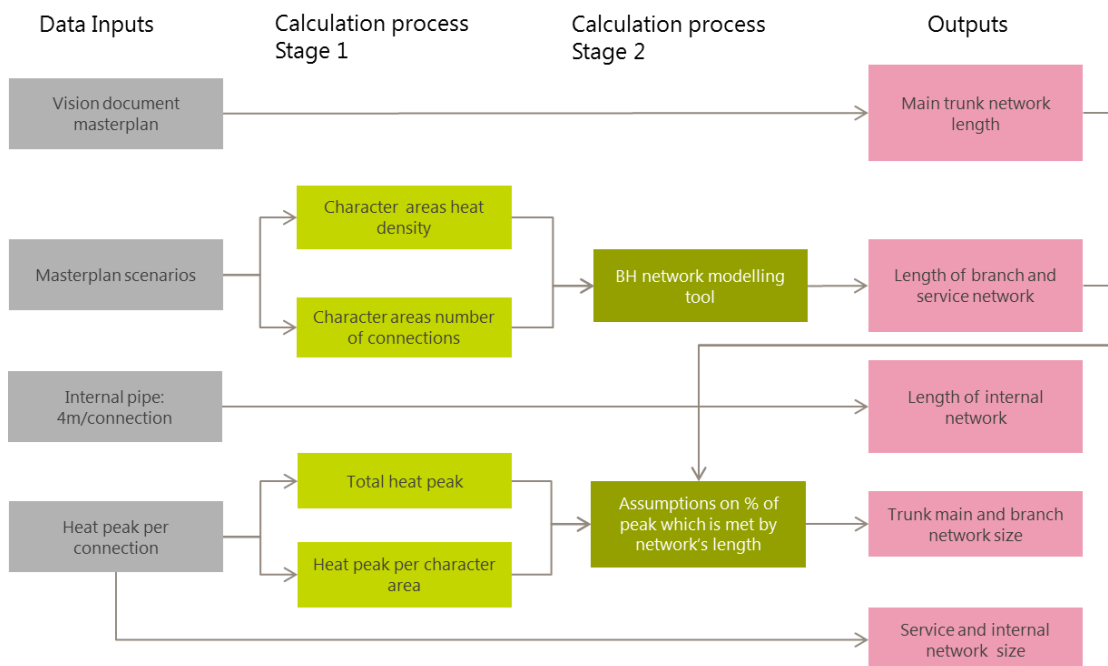 Data Inputs
Calculation process
Stage 1
Calculation process
Stage 2
Outputs
Vision document
masterplan
Main trunk network
length
Character areas heat
density
Masterplan scenarios
BH network modelling
tool
Length of branch and
service network
Character areas number
of connections
Internal pipe:
4m/connection
Length of internal
network
Total heat peak
Heat peak per
connection
Assumptions on % of
peak which is met by
network's length
Trunk main and branch
network size
Heat peak per character
area
Service and internal
network size